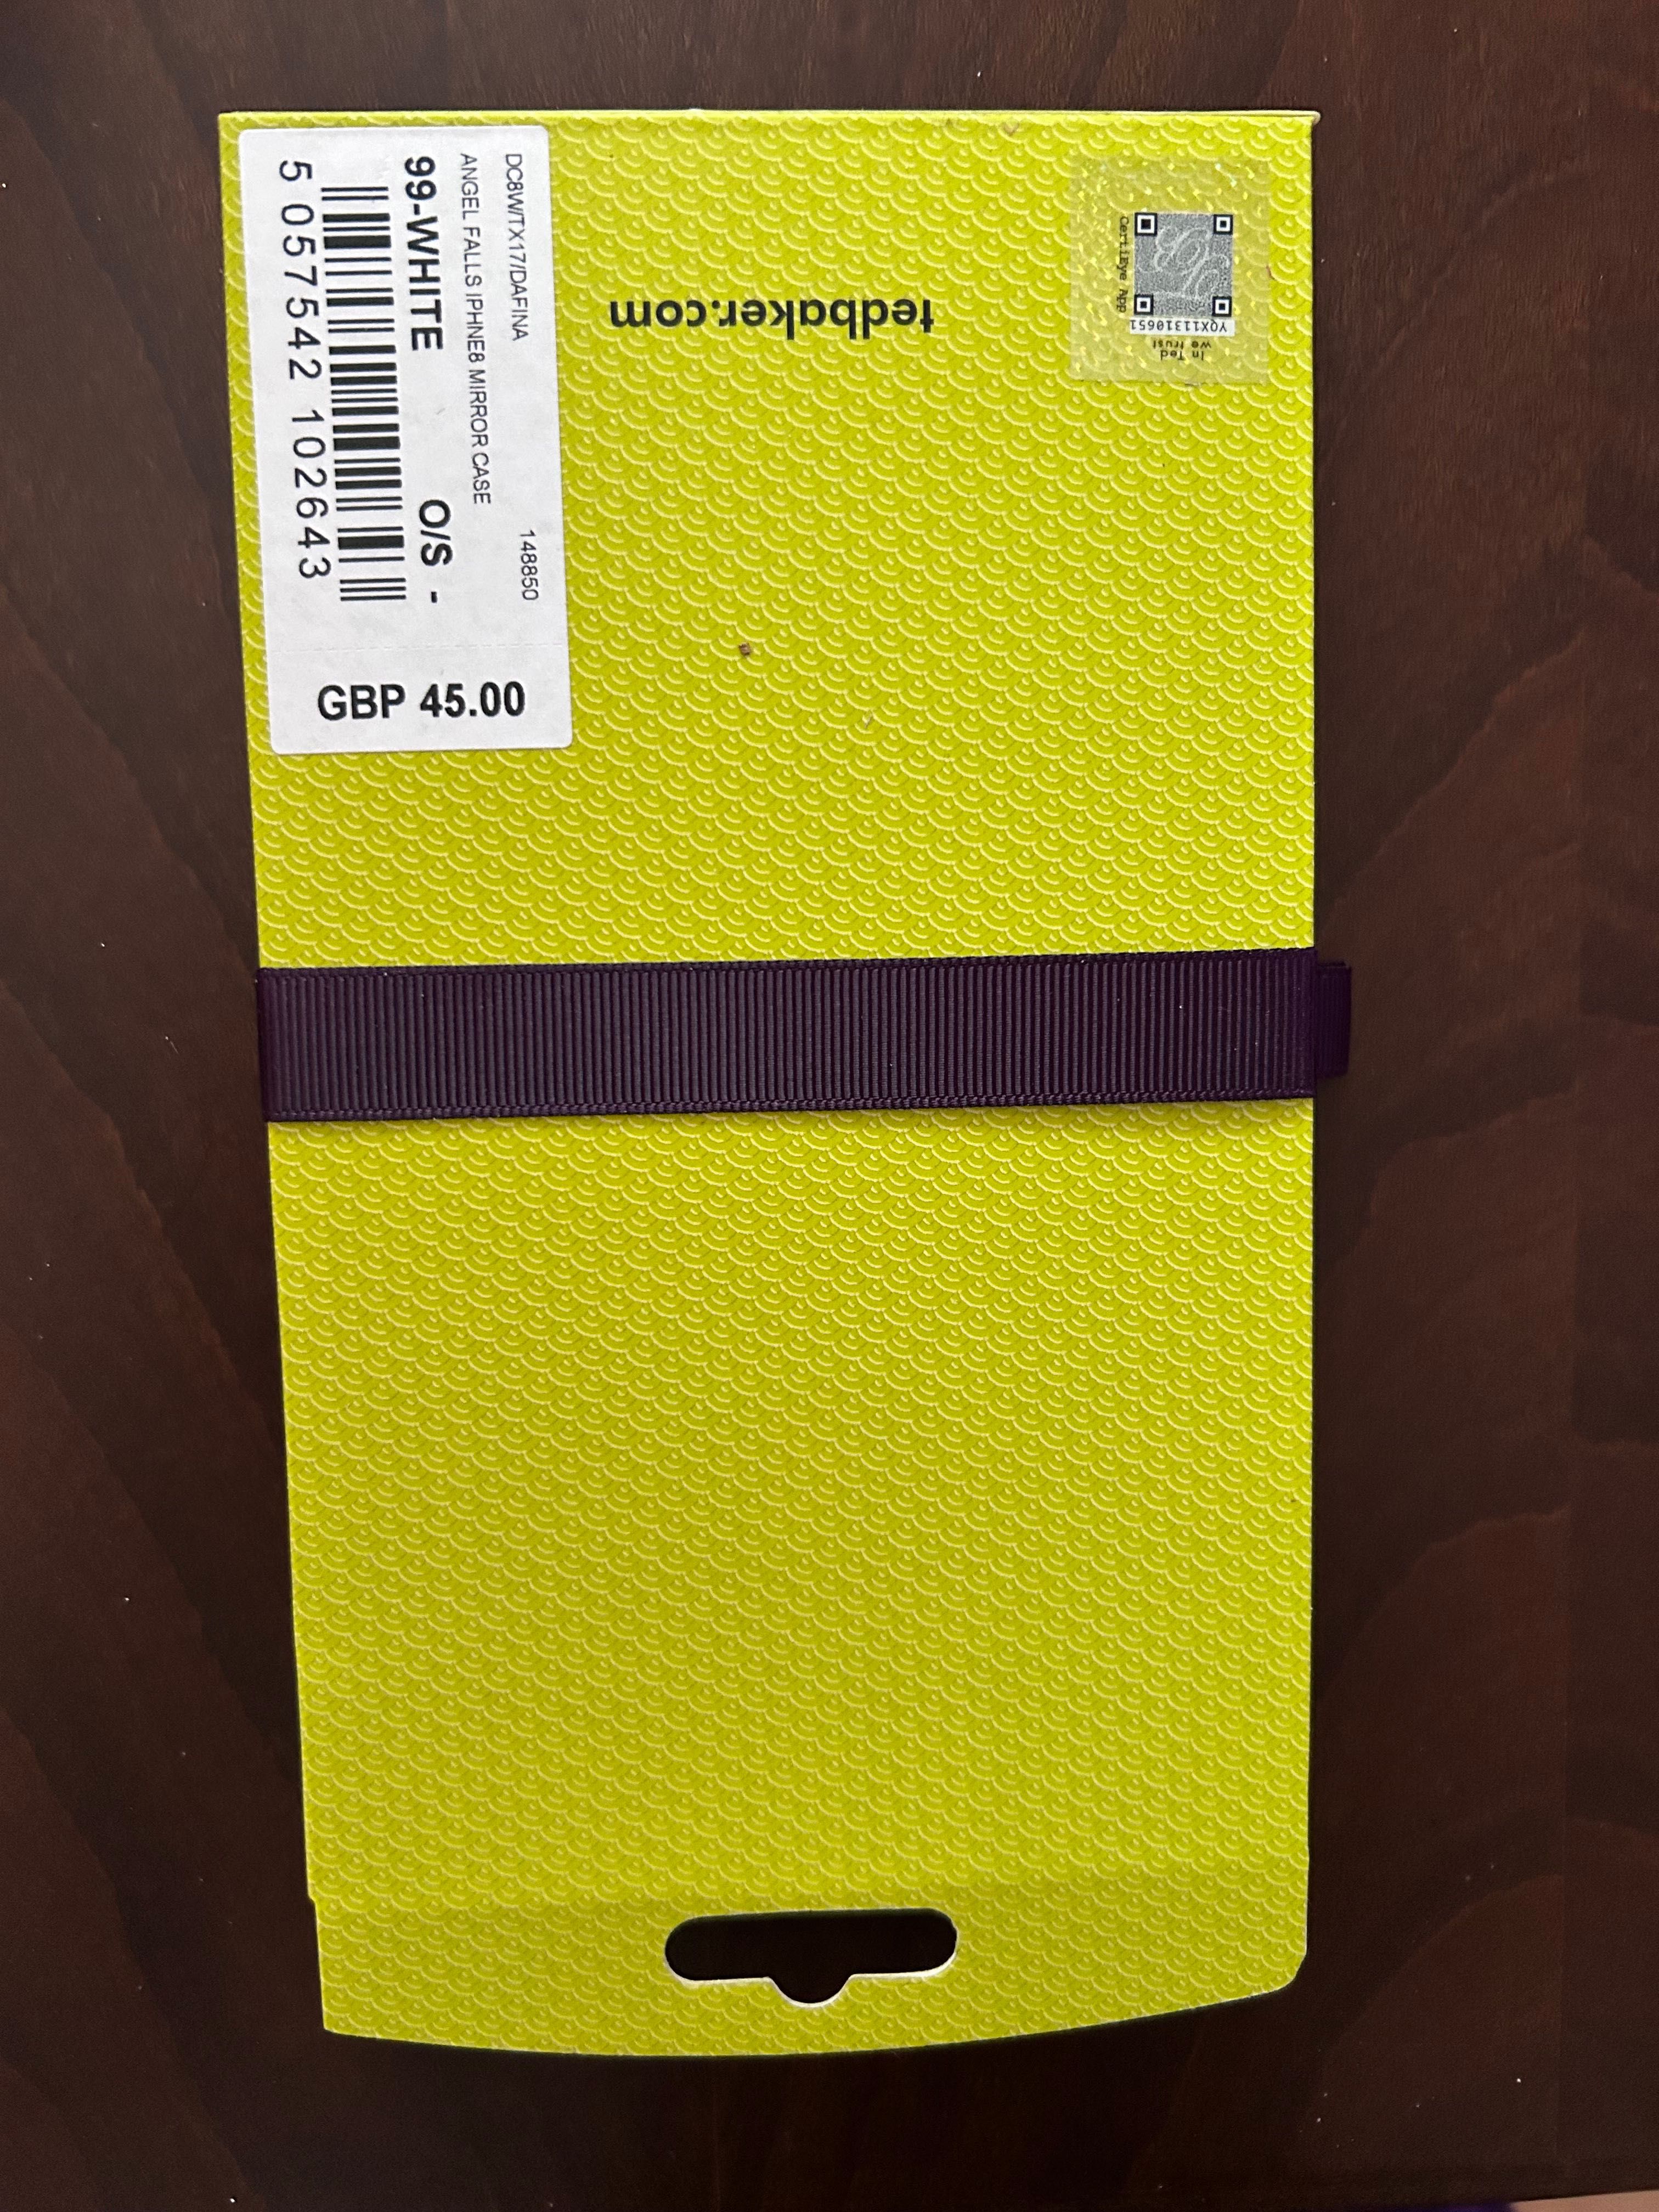 DC8W/TX17/DAFINA
148850
ANGEL FALLS IPHNE8 MIRROR CASE
99-WHITE O/S -
5 057542 102643
GBP 45.00
tedbaker.com
CertiEye App
YQX11310651
In Ted
we trust